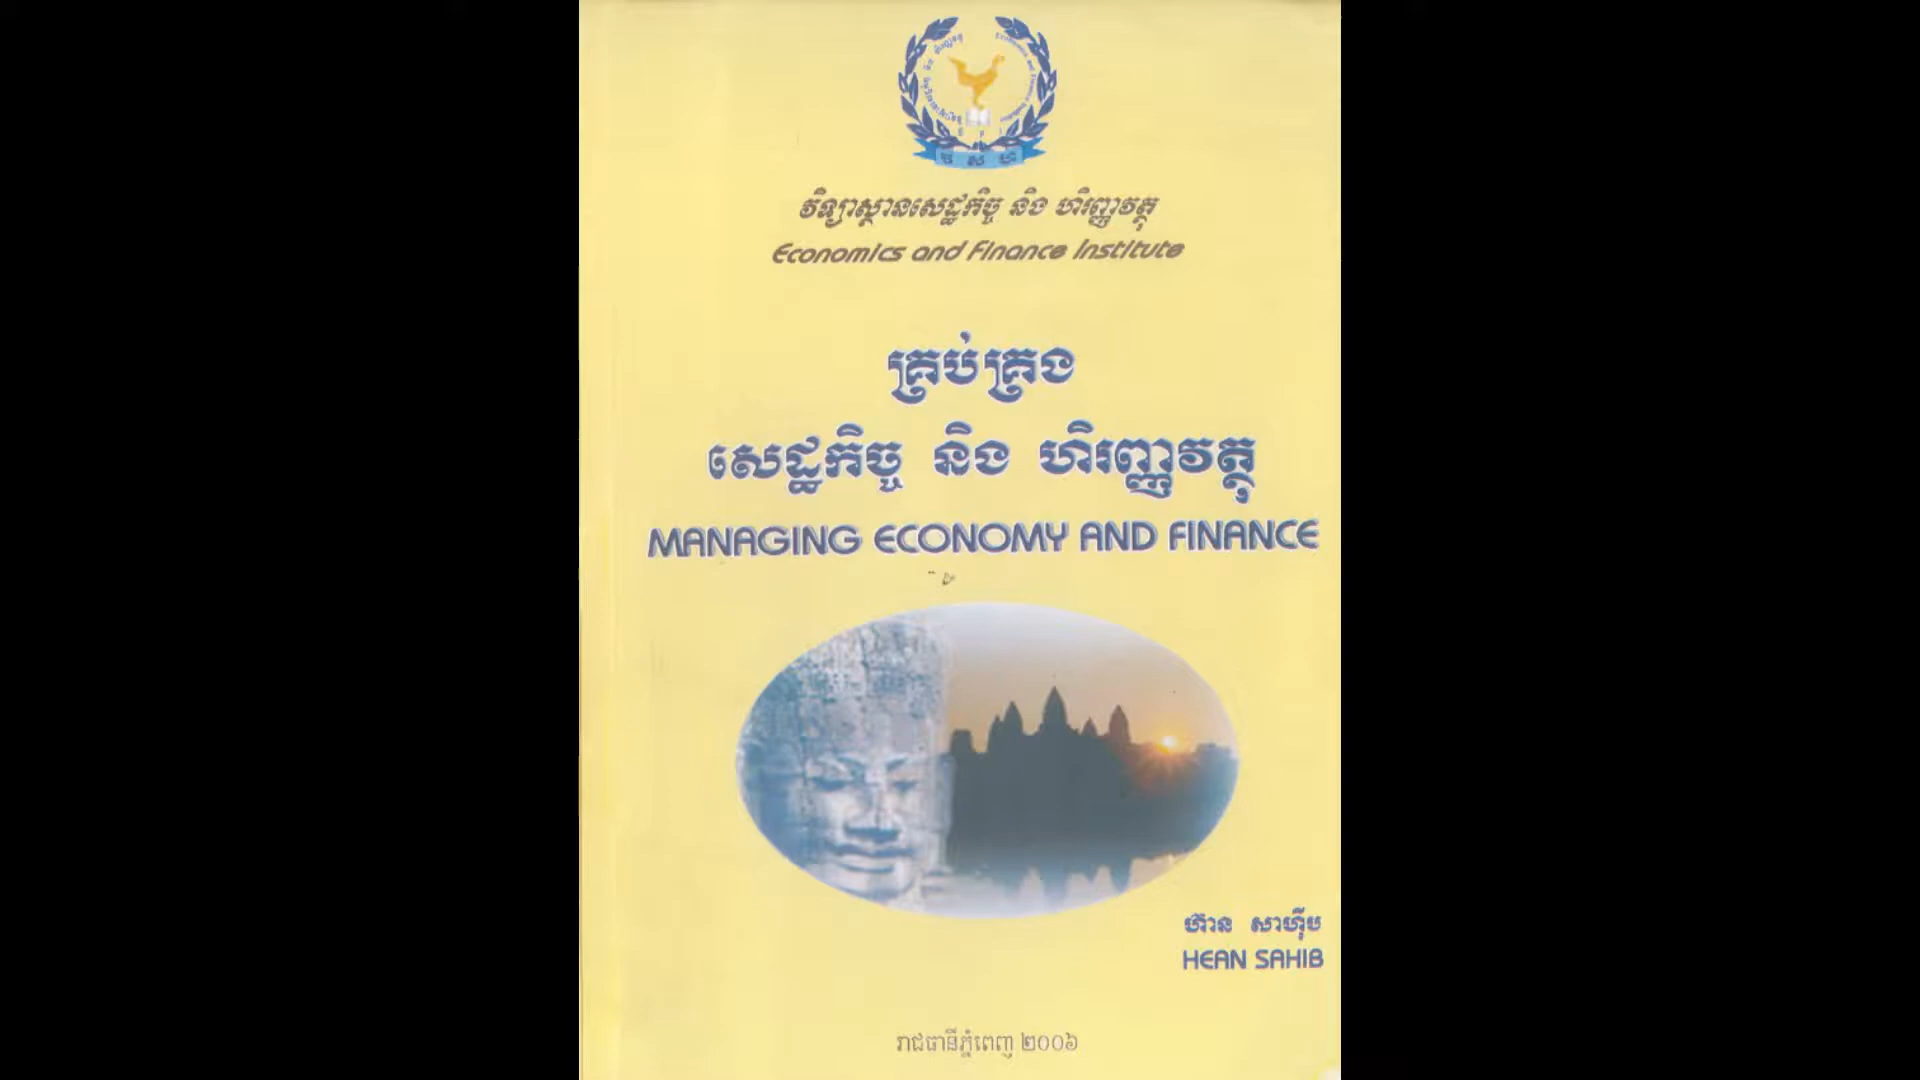 ថ ស ហ
វិទ្យាស្ថានសេដ្ឋកិច្ច និង ហិរញ្ញវត្ថុ
Economics and Finance Institute
គ្រប់គ្រង
សេដ្ឋកិច្ច និង ហិរញ្ញវត្ថុ
MANAGING ECONOMY AND FINANCE
ហ៊ាន សាហ៊ីប
HEAN SAHIB
រាជធានីភ្នំពេញ ២០០៦